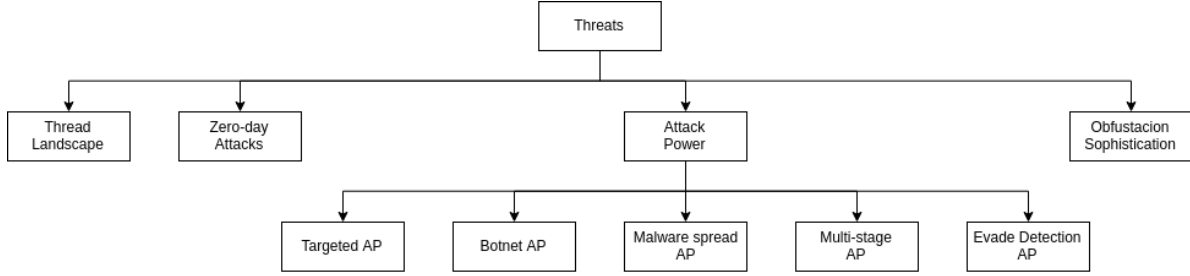 Threats
Thread
Landscape
Zero-day
Attacks
Attack
Power
Obfustacion
Sophistication
Targeted AP
Botnet AP
Malware spread
AP
Multi-stage
AP
Evade Detection
AP